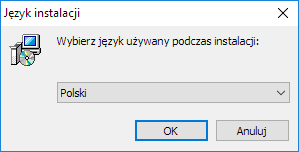 Język instalacji
Wybierz język używany podczas instalacji:
Polski
OK
Anuluj